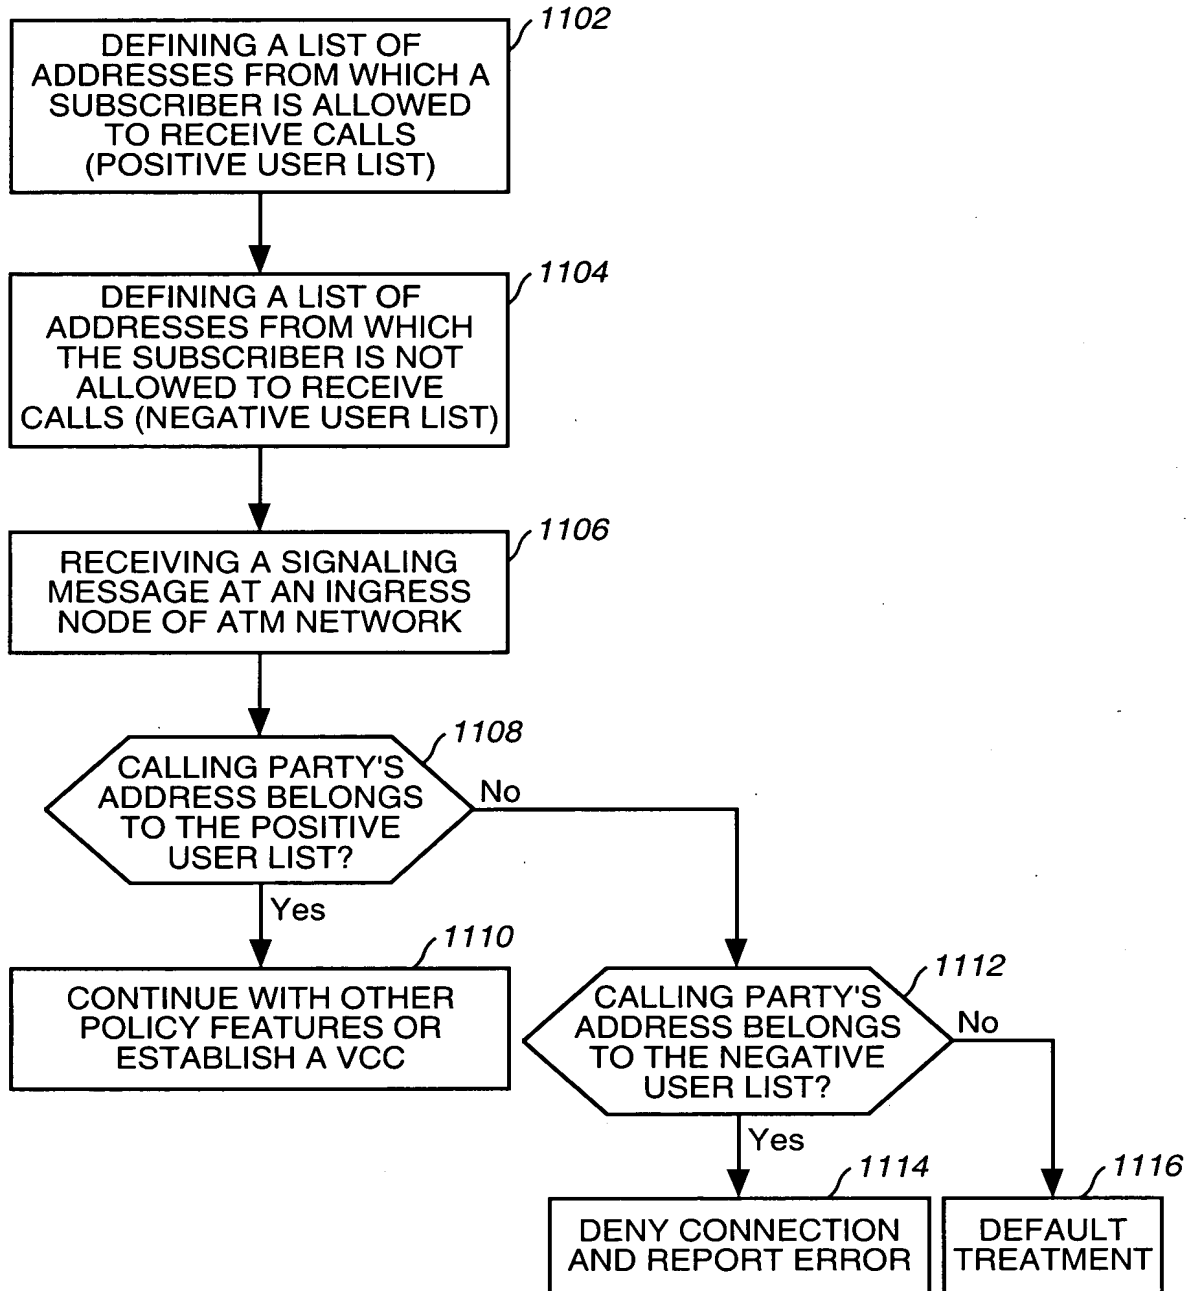 1102
DEFINING A LIST OF
ADDRESSES FROM WHICH A
SUBSCRIBER IS ALLOWED
TO RECEIVE CALLS
(POSITIVE USER LIST)
1104
DEFINING A LIST OF
ADDRESSES FROM WHICH
THE SUBSCRIBER IS NOT
ALLOWED TO RECEIVE
CALLS (NEGATIVE USER LIST)
1106
RECEIVING A SIGNALING
MESSAGE AT AN INGRESS
NODE OF ATM NETWORK
1108
CALLING PARTY'S
ADDRESS BELONGS
TO THE POSITIVE
USER LIST?
No
Yes
1110
CONTINUE WITH OTHER
POLICY FEATURES OR
ESTABLISH A VCC
1112
CALLING PARTY'S
ADDRESS BELONGS
TO THE NEGATIVE
USER LIST?
No
Yes
1114
DENY CONNECTION
AND REPORT ERROR
1116
DEFAULT
TREATMENT